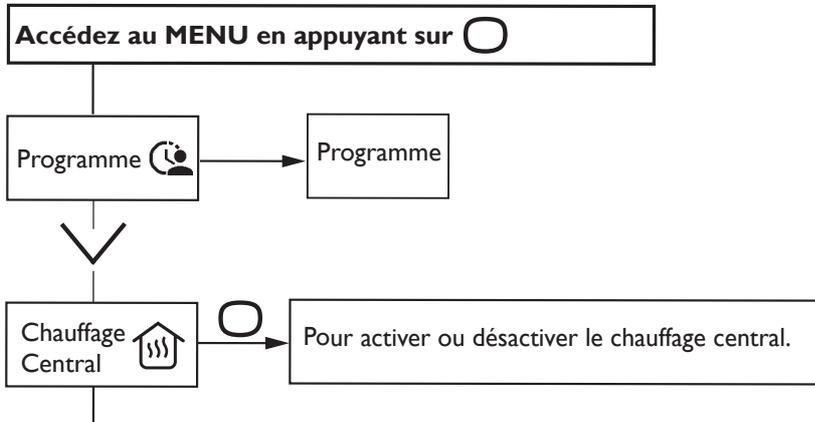 Accédez au MENU en appuyant sur
Programme
Programme
Chauffage
Central
Pour activer ou désactiver le chauffage central.